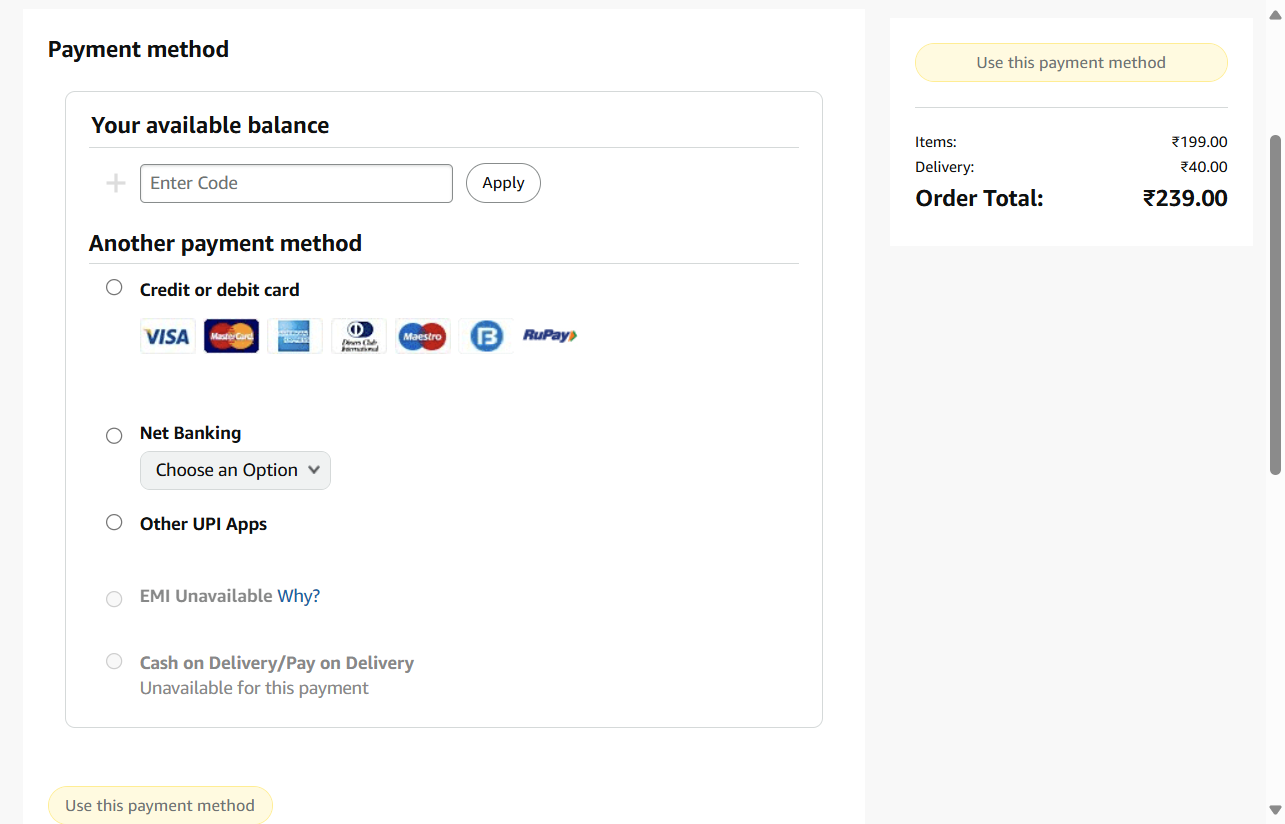 Payment method
Your available balance
Enter Code
Apply
Another payment method
Credit or debit card
VISA MasterCard Diners Club International Maestro B RuPay
Net Banking
Choose an Option
Other UPI Apps
EMI Unavailable Why?
Cash on Delivery/Pay on Delivery
Unavailable for this payment
Use this payment method
Use this payment method
Items: ₹199.00
Delivery: ₹40.00
Order Total: ₹239.00